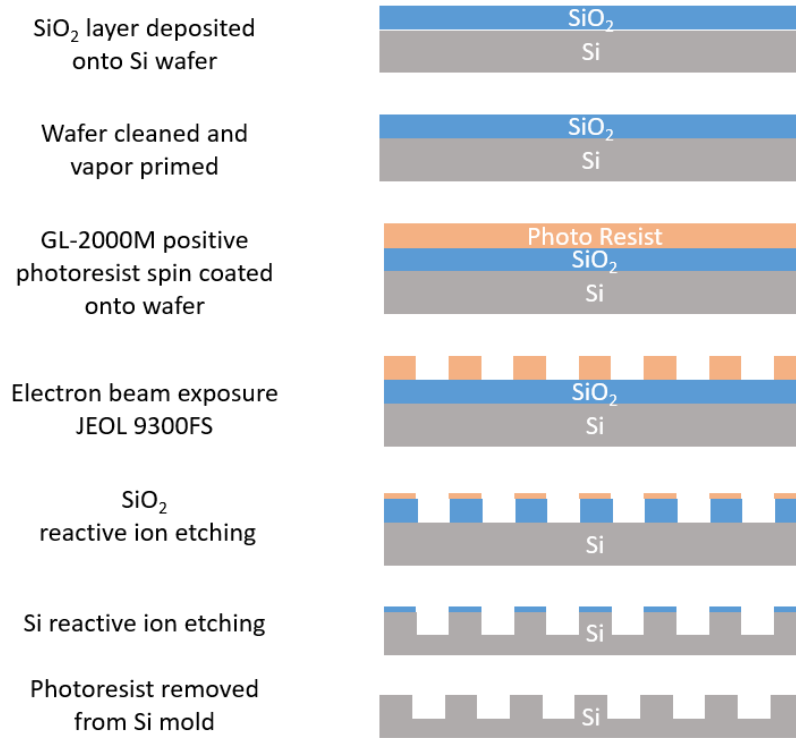 SiO₂ layer deposited
onto Si wafer
SiO₂
Si
Wafer cleaned and
vapor primed
SiO₂
Si
GL-2000M positive
photoresist spin coated
onto wafer
Photo Resist
SiO₂
Si
Electron beam exposure
JEOL 9300FS
SiO₂
Si
SiO₂
reactive ion etching
Si
Si reactive ion etching
Si
Photoresist removed
from Si mold
Si